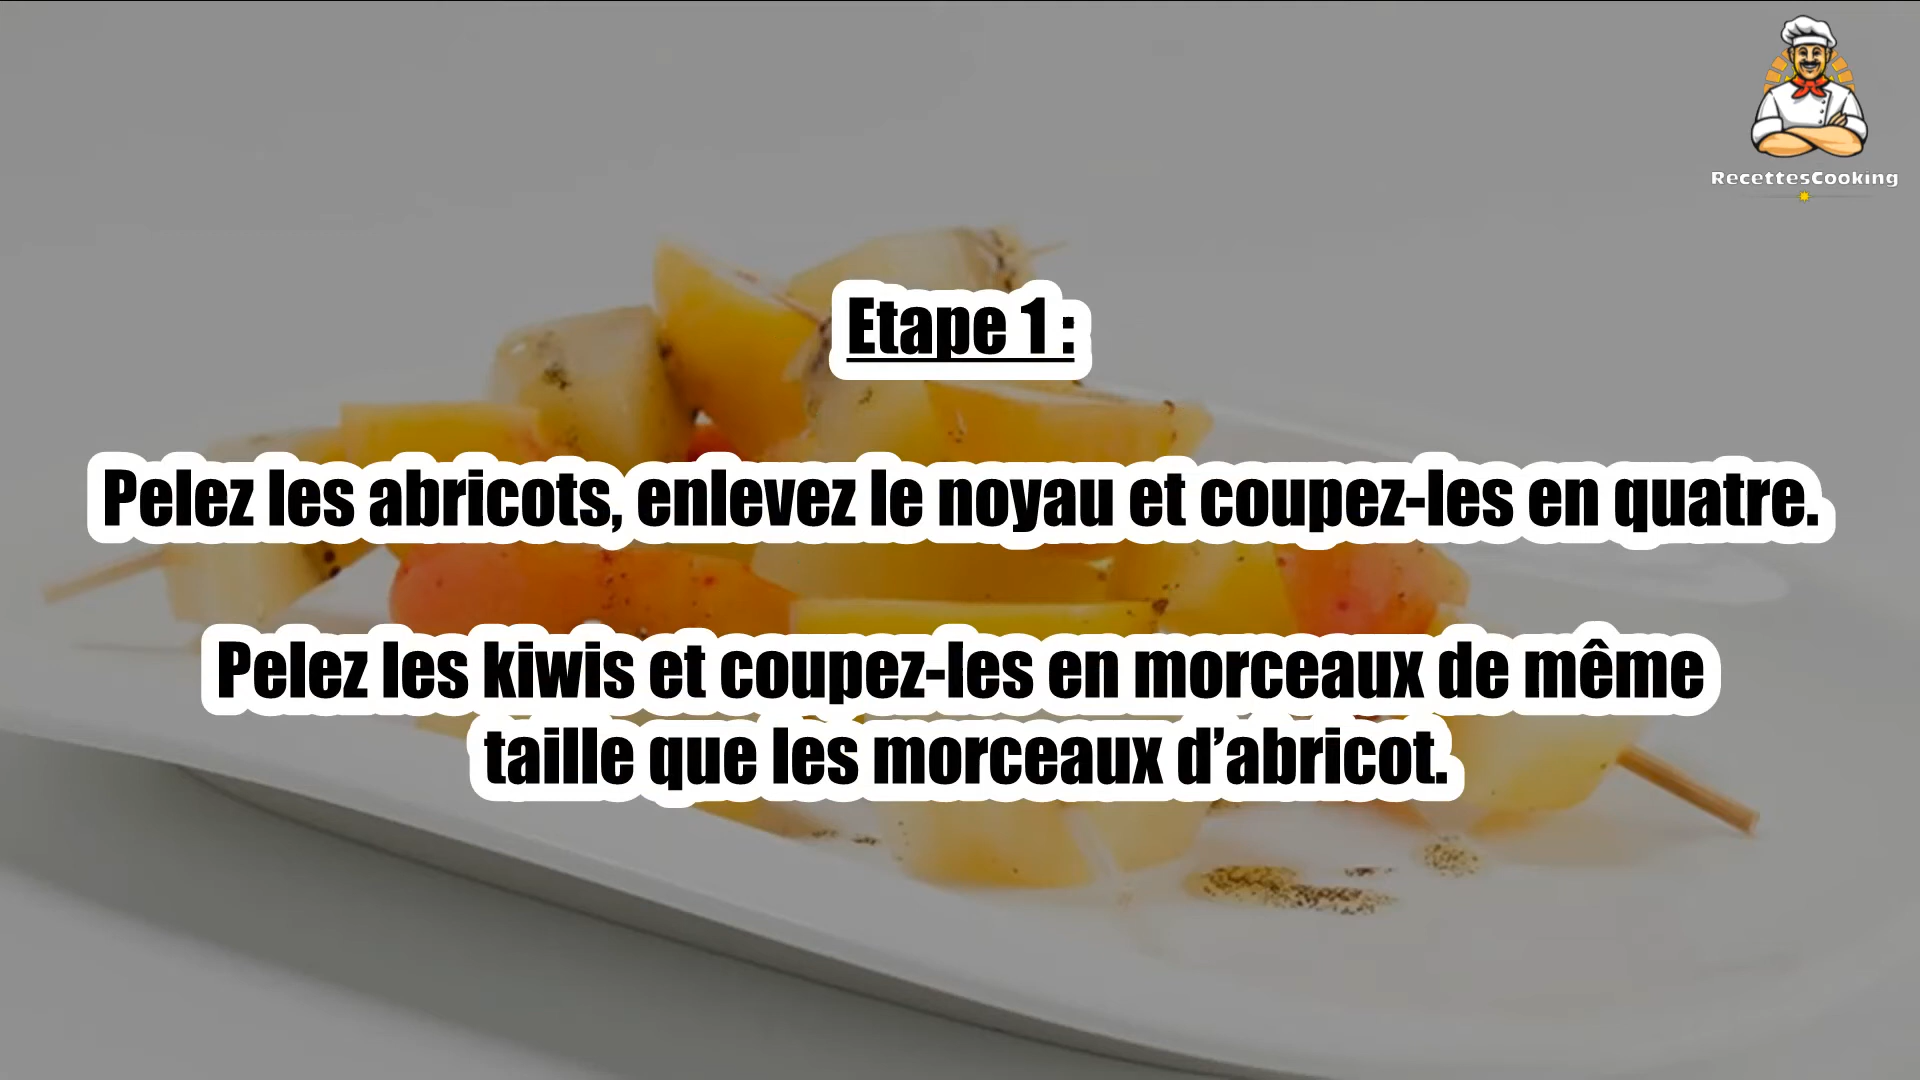 RecettesCooking
Etape 1 :
Pelez les abricots, enlevez le noyau et coupez-les en quatre.
Pelez les kiwis et coupez-les en morceaux de même
taille que les morceaux d’abricot.